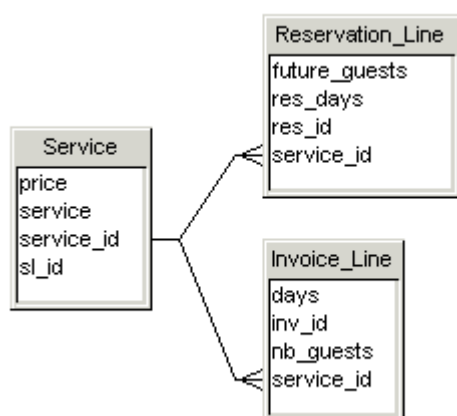 Service
price
service
service_id
sl_id
Reservation_Line
future_guests
res_days
res_id
service_id
Invoice_Line
days
inv_id
nb_guests
service_id